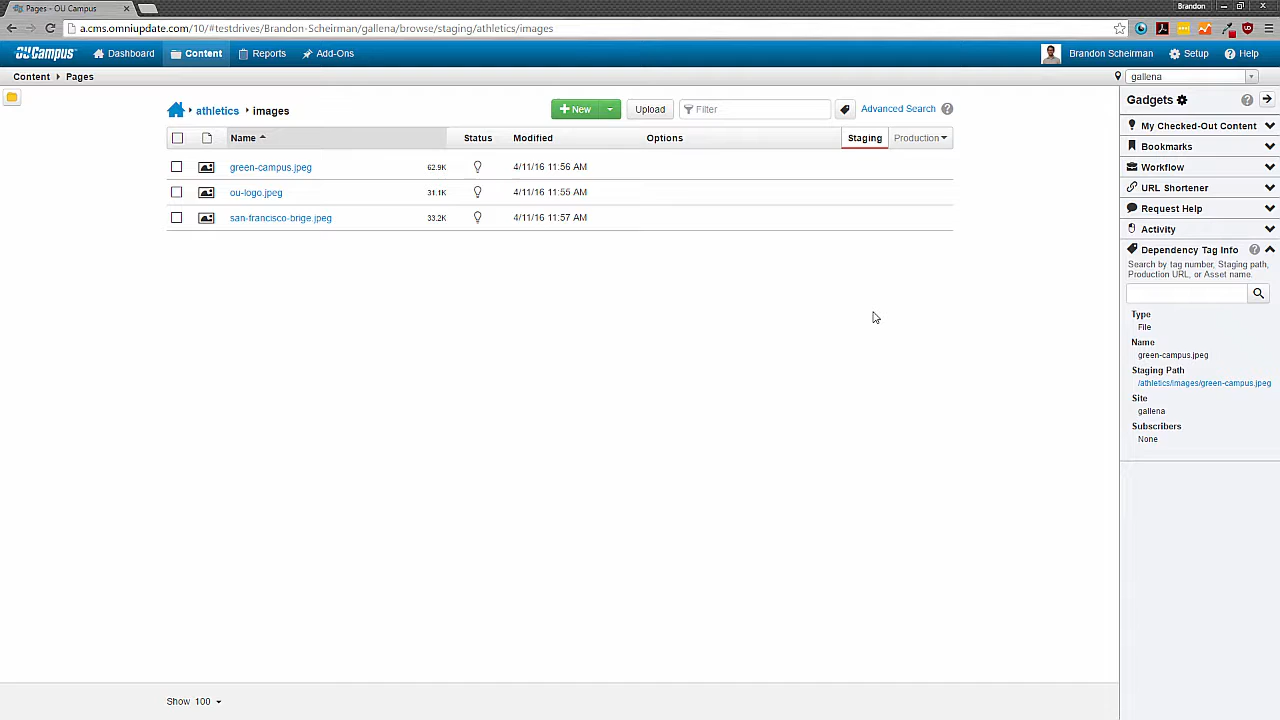 Pages - OU Campus
Brandon
a.cms.omniupdate.com/10/#testdrives/Brandon-Scheirman/gallena/browse/staging/athletics/images
OUCampus Dashboard Content Reports Add-Ons Brandon Scheirman Setup Help
Content Pages gallena
athletics images New Upload Filter Advanced Search
Name Status Modified Options Staging Production
green-campus.jpeg 62.9K 4/11/16 11:56 AM
ou-logo.jpeg 31.1K 4/11/16 11:55 AM
san-francisco-brige.jpeg 33.2K 4/11/16 11:57 AM
Gadgets
My Checked-Out Content
Bookmarks
Workflow
URL Shortener
Request Help
Activity
Dependency Tag Info
Search by tag number, Staging path,
Production URL, or Asset name.
Type
File
Name
green-campus.jpeg
Staging Path
/athletics/images/green-campus.jpeg
Site
gallena
Subscribers
None
Show 100